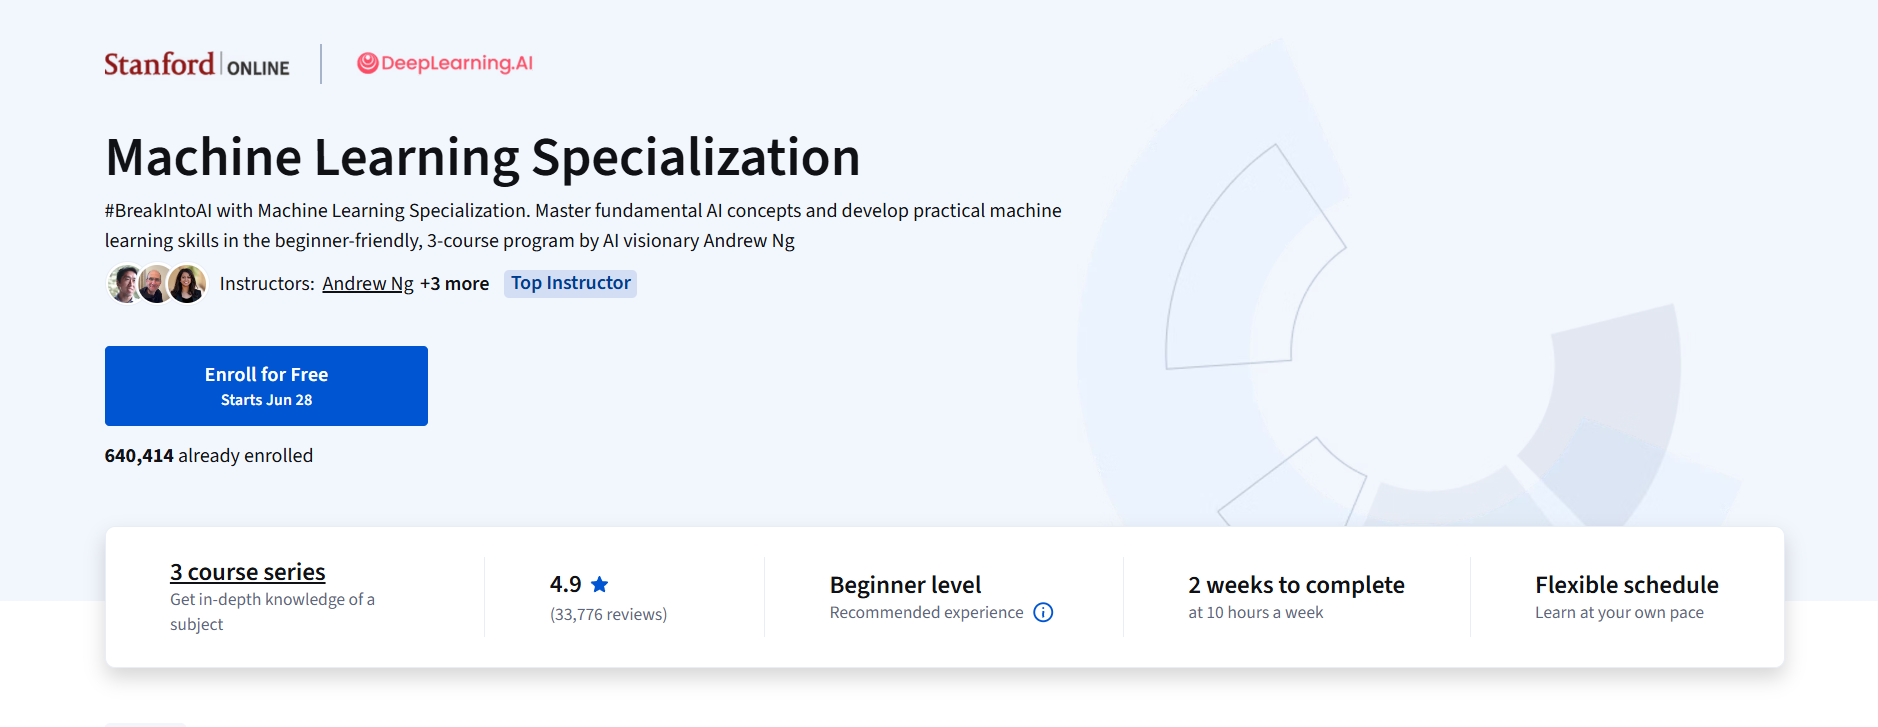 Stanford | ONLINE
DeepLearning.AI
Machine Learning Specialization
#BreakIntoAI with Machine Learning Specialization. Master fundamental AI concepts and develop practical machine
learning skills in the beginner-friendly, 3-course program by AI visionary Andrew Ng
Instructors: Andrew Ng +3 more Top Instructor
Enroll for Free
Starts Jun 28
640,414 already enrolled
3 course series
Get in-depth knowledge of a
subject
4.9
(33,776 reviews)
Beginner level
Recommended experience
2 weeks to complete
at 10 hours a week
Flexible schedule
Learn at your own pace